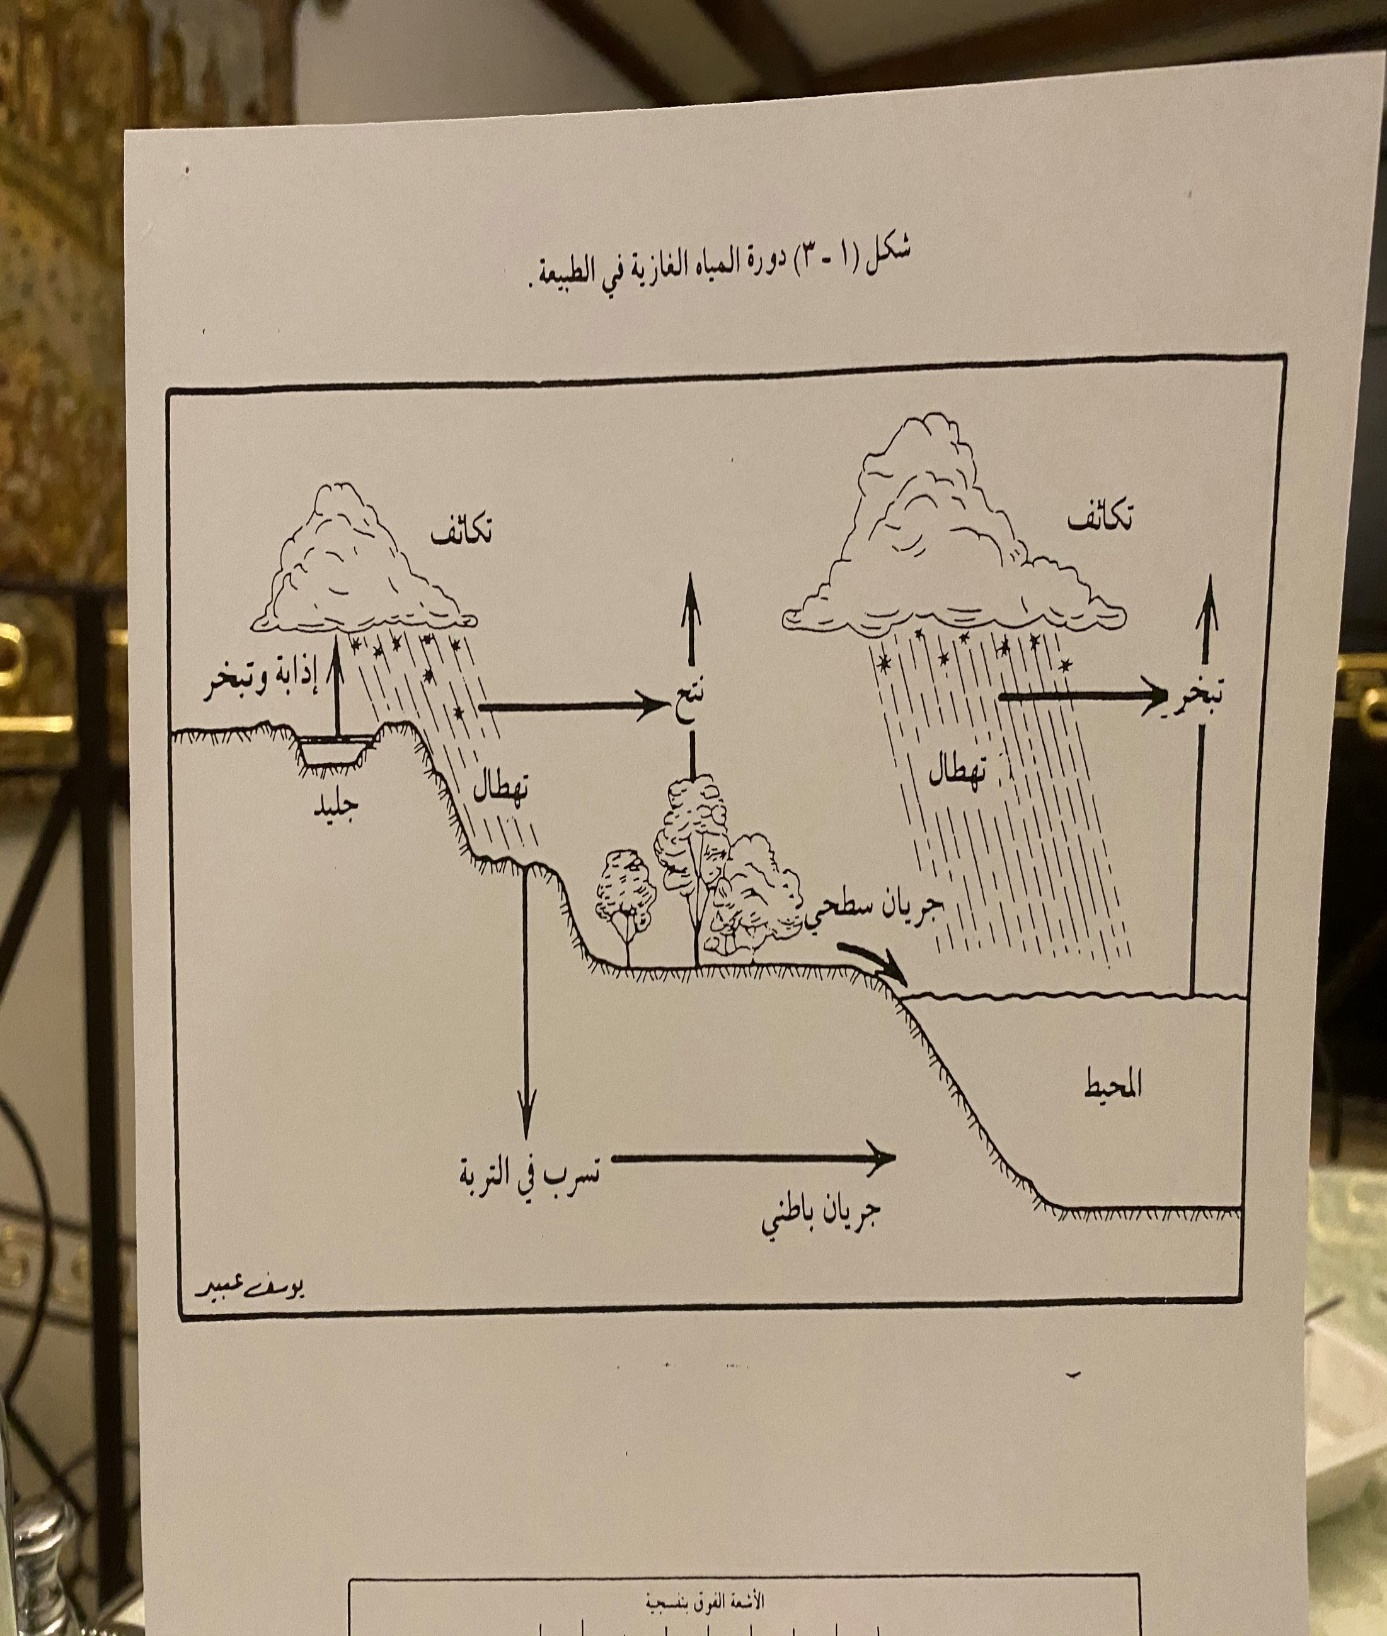 شكل (١ - ٣) دورة المياه الغازية في الطبيعة .
تكاثف
تكاثف
إذابة وتبخر
نتح
تبخر
جليد
تهطال
تهطال
جريان سطحي
المحيط
تسرب في التربة
جريان باطني
يوسف عبيد
الأشعة الفوق بنفسجية